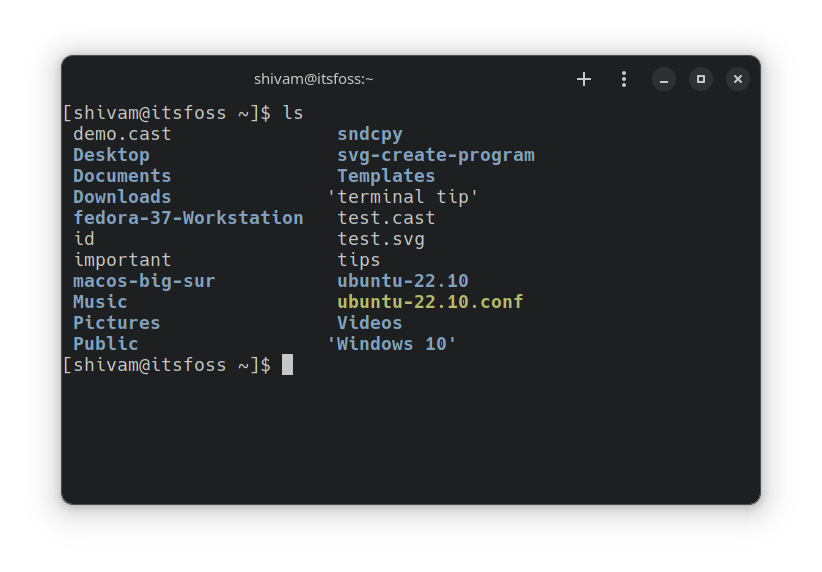 shivam@itsfoss:~
[shivam@itsfoss ~]$ ls
demo.cast sndcpy
Desktop svg-create-program
Documents Templates
Downloads 'terminal tip'
fedora-37-Workstation test.cast
id test.svg
important tips
macos-big-sur ubuntu-22.10
Music ubuntu-22.10.conf
Pictures Videos
Public 'Windows 10'
[shivam@itsfoss ~]$